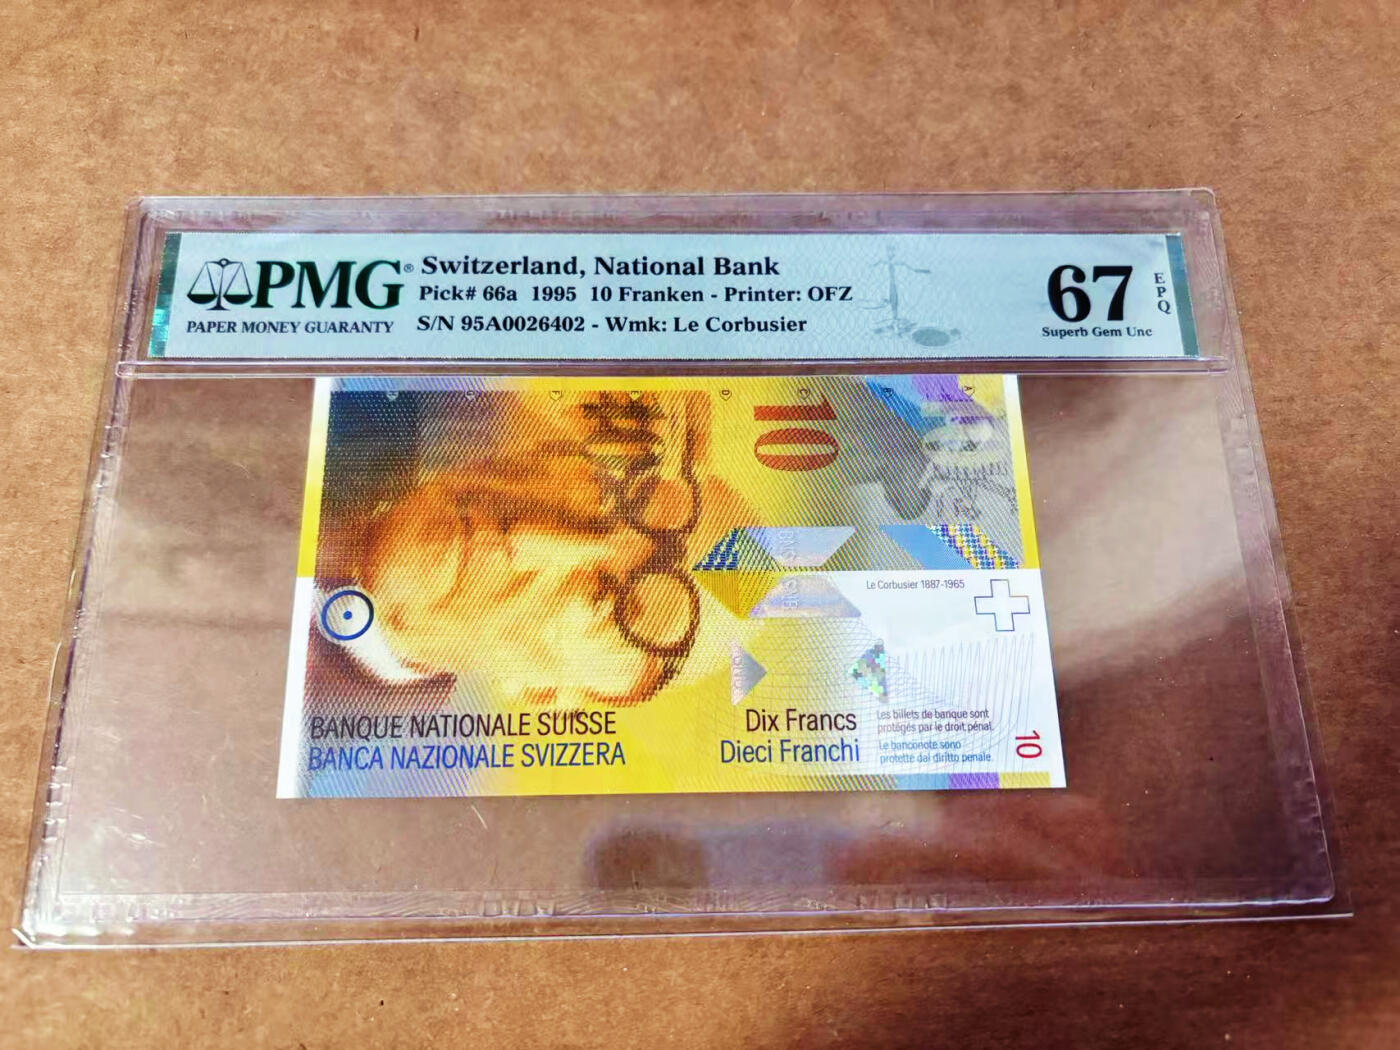 PMG®
PAPER MONEY GUARANTY
Switzerland, National Bank
Pick# 66a 1995 10 Franken - Printer: OFZ
S/N 95A0026402 - Wmk: Le Corbusier
67
EPQ
Superb Gem Unc
10
Le Corbusier 1887-1965
BANQUE NATIONALE SUISSE
BANCA NAZIONALE SVIZZERA
Dix Francs
Dieci Franchi
Les billets de banque sont
protégés par le droit pénal.
Le banconote sono
protette dal diritto penale.
10